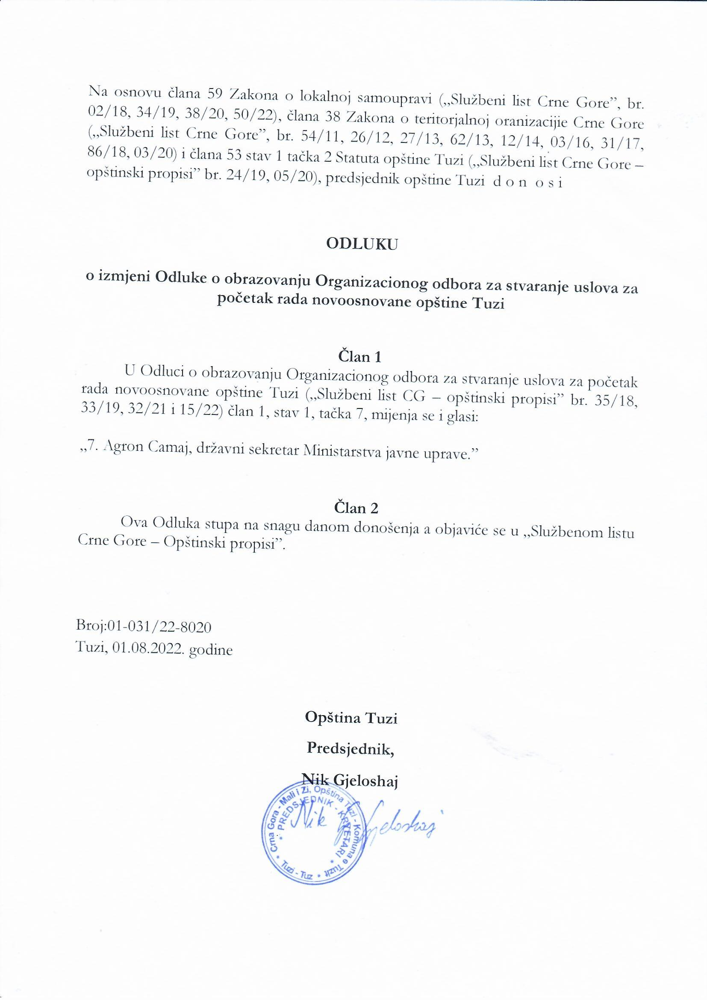 Na osnovu člana 59 Zakona o lokalnoj samoupravi („Službeni list Crne Gore”, br.
02/18, 34/19, 38/20, 50/22), člana 38 Zakona o teritorjalnoj oranizacijie Crne Gore
(„Službeni list Crne Gore”, br. 54/11, 26/12, 27/13, 62/13, 12/14, 03/16, 31/17,
86/18, 03/20) i člana 53 stav 1 tačka 2 Statuta opštine Tuzi („Službeni list Crne Gore –
opštinski propisi” br. 24/19, 05/20), predsjednik opštine Tuzi d o n o s i
ODLUKU
o izmjeni Odluke o obrazovanju Organizacionog odbora za stvaranje uslova za
početak rada novoosnovane opštine Tuzi
Član 1
U Odluci o obrazovanju Organizacionog odbora za stvaranje uslova za početak
rada novoosnovane opštine Tuzi („Službeni list CG – opštinski propisi” br. 35/18,
33/19, 32/21 i 15/22) član 1, stav 1, tačka 7, mijenja se i glasi:
„7. Agron Camaj, državni sekretar Ministarstva javne uprave.”
Član 2
Ova Odluka stupa na snagu danom donošenja a objaviće se u „Službenom listu
Crne Gore – Opštinski propisi”.
Broj:01-031/22-8020
Tuzi, 01.08.2022. godine
Opština Tuzi
Predsjednik,
Nik Gjeloshaj
* Crna Gora - Mali i Zi, Opština Tuzi - Komuna e Tuzit *
* PREDSJEDNIK - KRYETARI *
Tuzi - Tuz
Nik Gjeloshaj